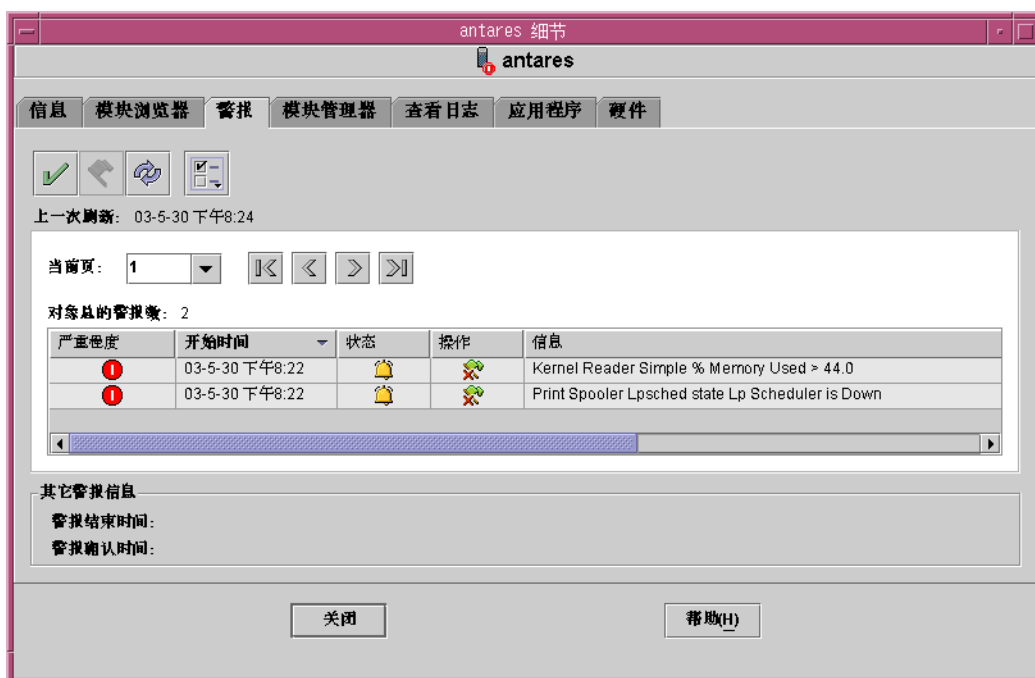 antares 细节
antares
信息 模块浏览器 警报 模块管理器 查看日志 应用程序 硬件
上一次刷新: 03-5-30 下午8:24
当前页: 1
对象总的警报数: 2
严重程度 开始时间 状态 操作 信息
03-5-30 下午8:22 Kernel Reader Simple % Memory Used > 44.0
03-5-30 下午8:22 Print Spooler Lpsched state Lp Scheduler is Down
其它警报信息
警报结束时间:
警报确认时间:
关闭 帮助(H)